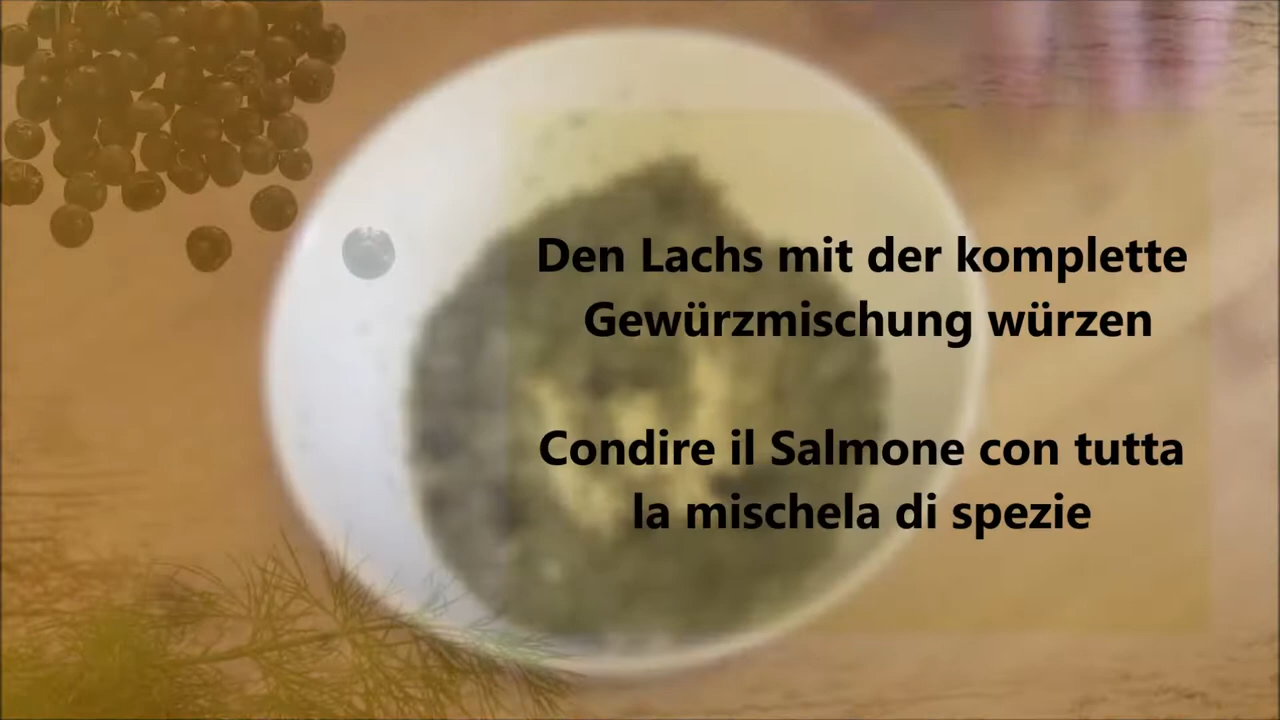 Den Lachs mit der komplette
Gewürzmischung würzen
Condire il Salmone con tutta
la mischela di spezie